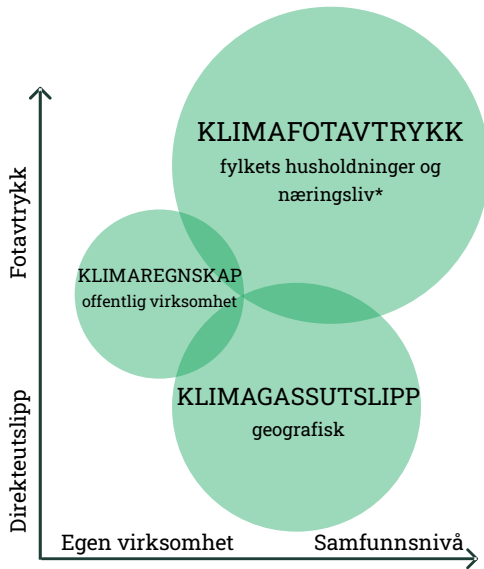 KLIMAFOTAVTRYKK
fylkets husholdninger og
næringsliv*
Fotavtrykk
KLIMAREGNSKAP
offentlig virksomhet
KLIMAGASSUTSLIPP
geografisk
Direkteutslipp
Egen virksomhet
Samfunnsnivå